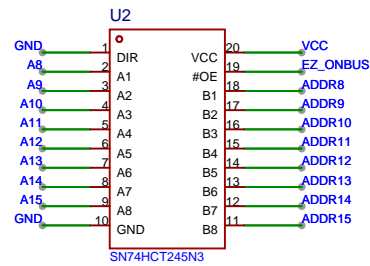 U2
GND 1 DIR VCC 20 VCC
A8 2 A1 #OE 19 EZ_ONBUS
A9 3 A2 B1 18 ADDR8
A10 4 A3 B2 17 ADDR9
A11 5 A4 B3 16 ADDR10
A12 6 A5 B4 15 ADDR11
A13 7 A6 B5 14 ADDR12
A14 8 A7 B6 13 ADDR13
A15 9 A8 B7 12 ADDR14
GND 10 GND B8 11 ADDR15
SN74HCT245N3